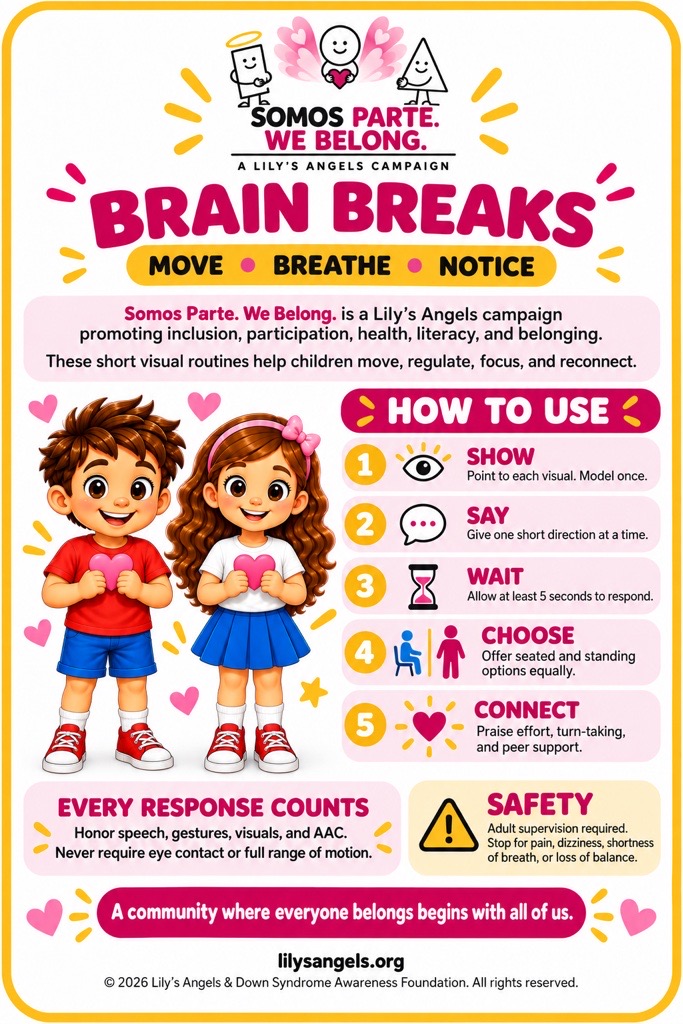 SOMOS PARTE.
WE BELONG.
A LILY'S ANGELS CAMPAIGN
BRAIN BREAKS
MOVE • BREATHE • NOTICE
Somos Parte. We Belong. is a Lily's Angels campaign
promoting inclusion, participation, health, literacy, and belonging.
These short visual routines help children move, regulate, focus, and reconnect.
HOW TO USE
1
SHOW
Point to each visual. Model once.
2
SAY
Give one short direction at a time.
3
WAIT
Allow at least 5 seconds to respond.
4
CHOOSE
Offer seated and standing
options equally.
5
CONNECT
Praise effort, turn-taking,
and peer support.
EVERY RESPONSE COUNTS
Honor speech, gestures, visuals, and AAC.
Never require eye contact or full range of motion.
SAFETY
Adult supervision required.
Stop for pain, dizziness, shortness
of breath, or loss of balance.
A community where everyone belongs begins with all of us.
lilysangels.org
© 2026 Lily's Angels & Down Syndrome Awareness Foundation. All rights reserved.